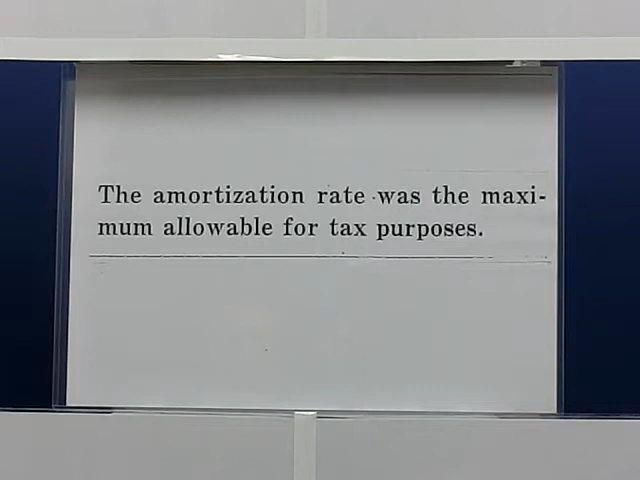 The amortization rate was the maxi-
mum allowable for tax purposes.